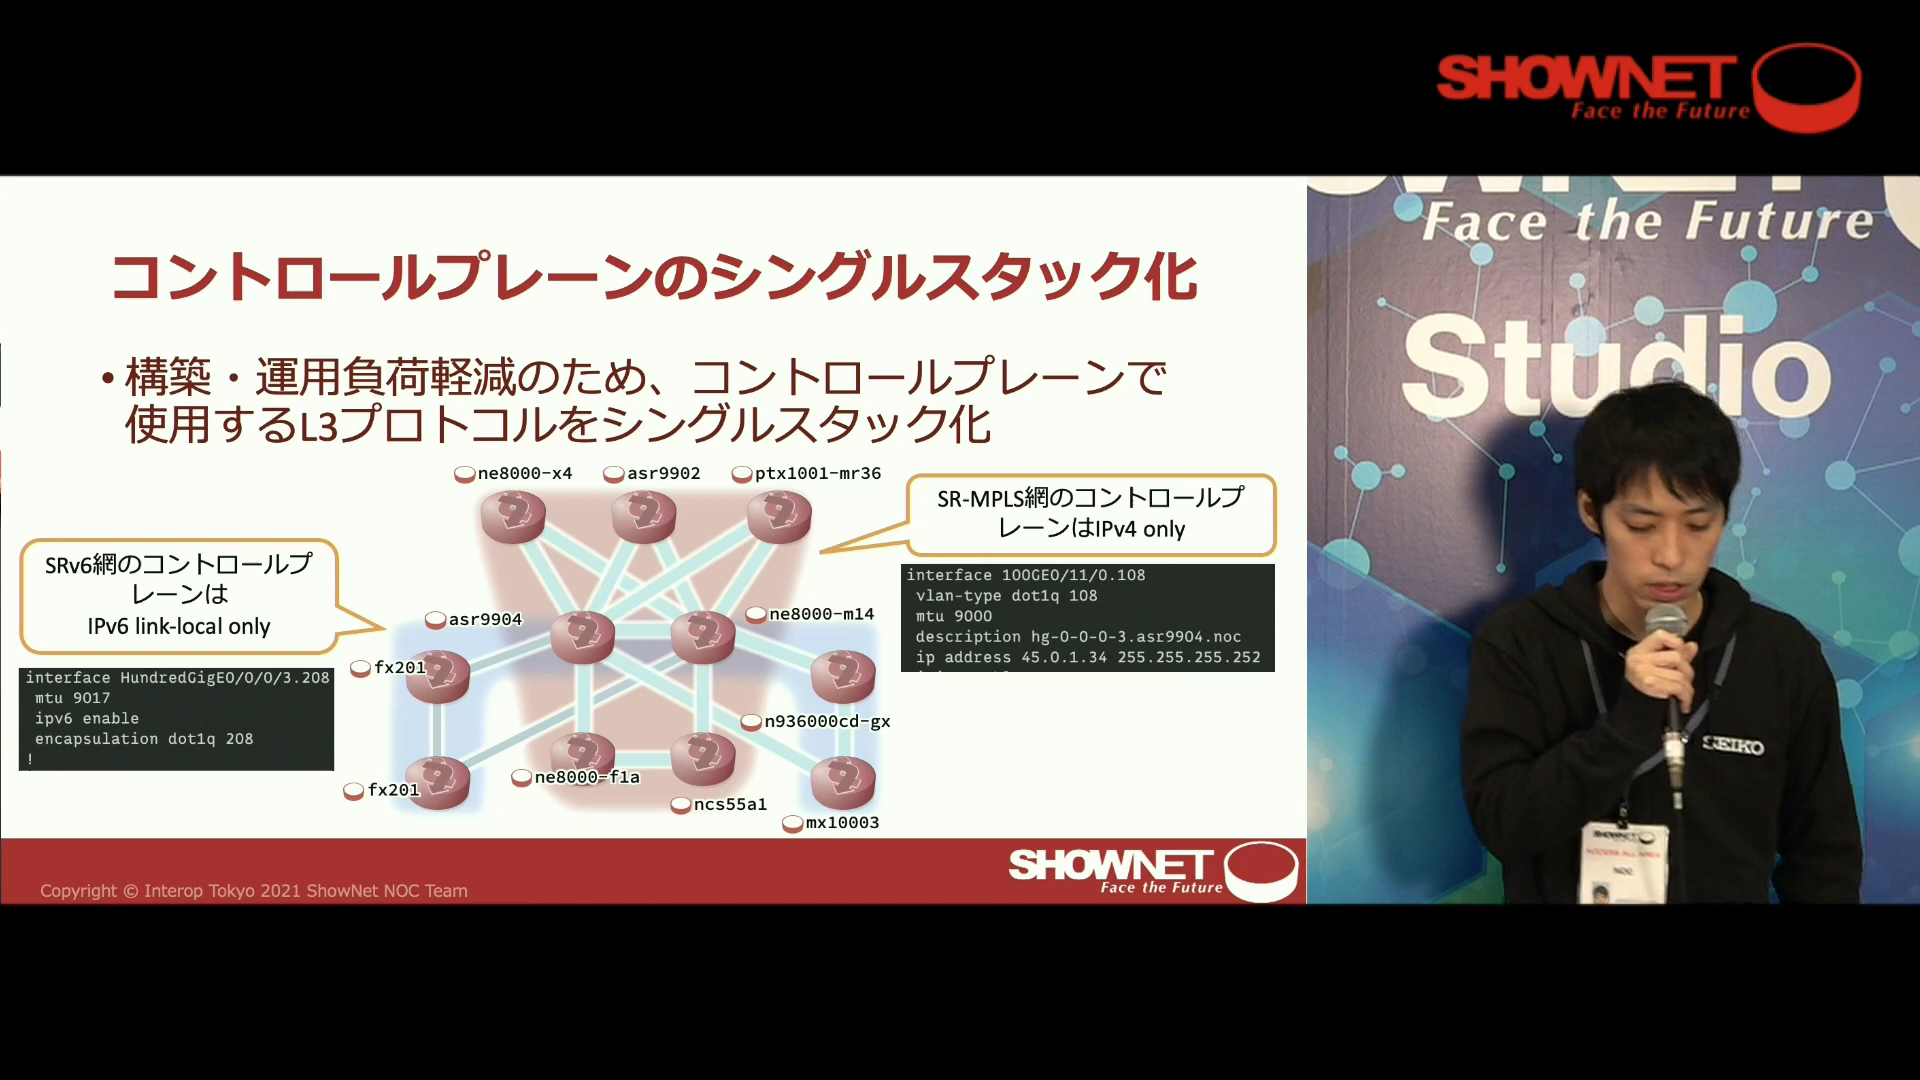 SHOWNET
Face the Future
コントロールプレーンのシングルスタック化
• 構築・運用負荷軽減のため、コントロールプレーンで
使用するL3プロトコルをシングルスタック化
ne8000-x4
asr9902
ptx1001-mr36
SR-MPLS網のコントロールプ
レーンはIPv4 only
SRv6網のコントロールプ
レーンは
IPv6 link-local only
interface 100GE0/11/0.108
vlan-type dot1q 108
mtu 9000
description hg-0-0-0-3.asr9904.noc
ip address 45.0.1.34 255.255.255.252
asr9904
ne8000-m14
fx201
interface HundredGigE0/0/0/3.208
mtu 9017
ipv6 enable
encapsulation dot1q 208
!
n936000cd-gx
fx201
ne8000-f1a
ncs55a1
mx10003
SHOWNET
Face the Future
Copyright © Interop Tokyo 2021 ShowNet NOC Team
Face the Future
Studio
SEIKO
SHOWNET
ACCESS ALL AREA
NOC